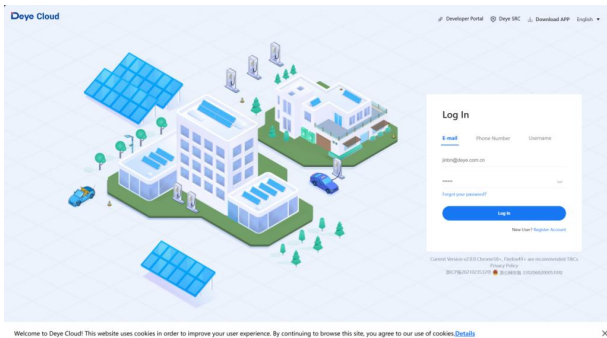 Deye Cloud
Developer Portal Deye SRC Download APP English
Log In
E-mail Phone Number Username
Forgot your password?
Log In
New User? Register Account
Privacy Policy
Welcome to Deye Cloud! This website uses cookies in order to improve your user experience. By continuing to browse this site, you agree to our use of cookies.Details